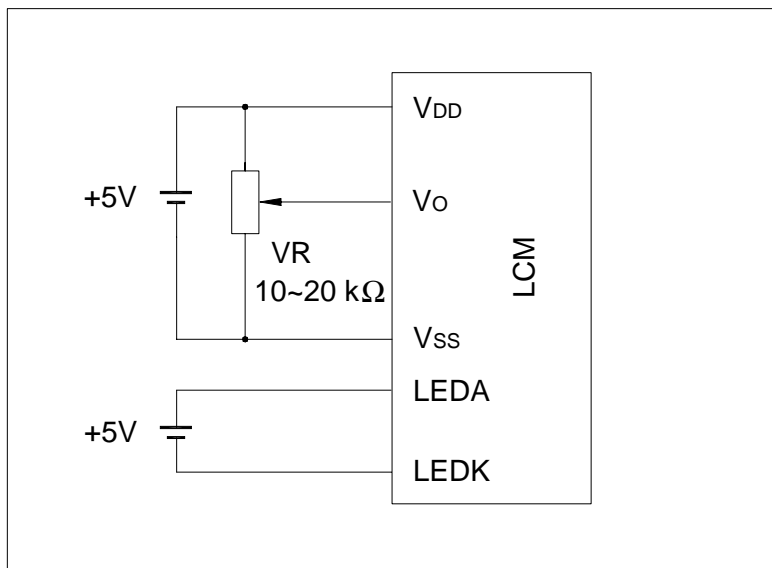 VDD
+5V
VO
VR
10~20 kΩ
LCM
VSS
LEDA
+5V
LEDK